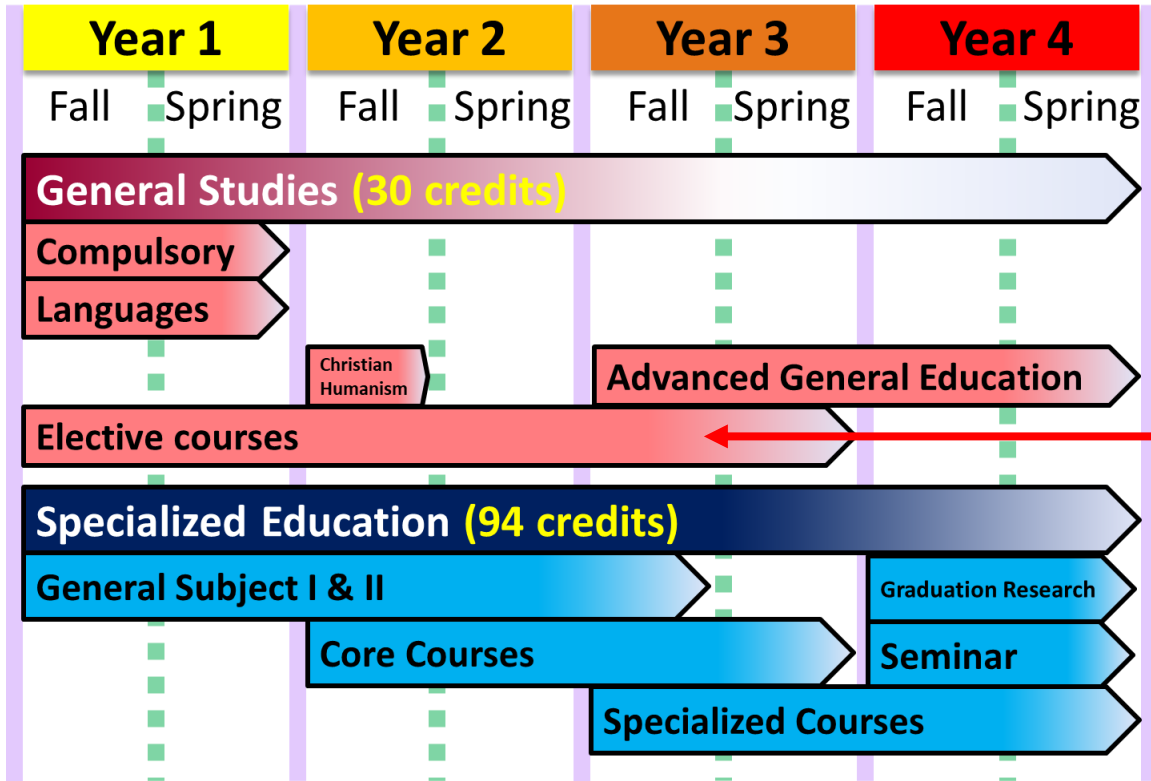 Year 1 Year 2 Year 3 Year 4
Fall Spring Fall Spring Fall Spring Fall Spring
General Studies (30 credits)
Compulsory
Languages
Christian
Humanism
Advanced General Education
Elective courses
Specialized Education (94 credits)
General Subject I & II
Graduation Research
Core Courses
Seminar
Specialized Courses